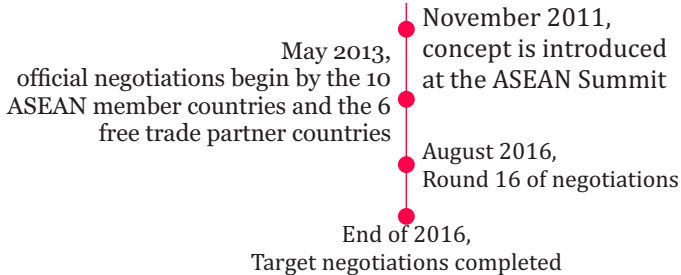 November 2011,
concept is introduced
at the ASEAN Summit
May 2013,
official negotiations begin by the 10
ASEAN member countries and the 6
free trade partner countries
August 2016,
Round 16 of negotiations
End of 2016,
Target negotiations completed